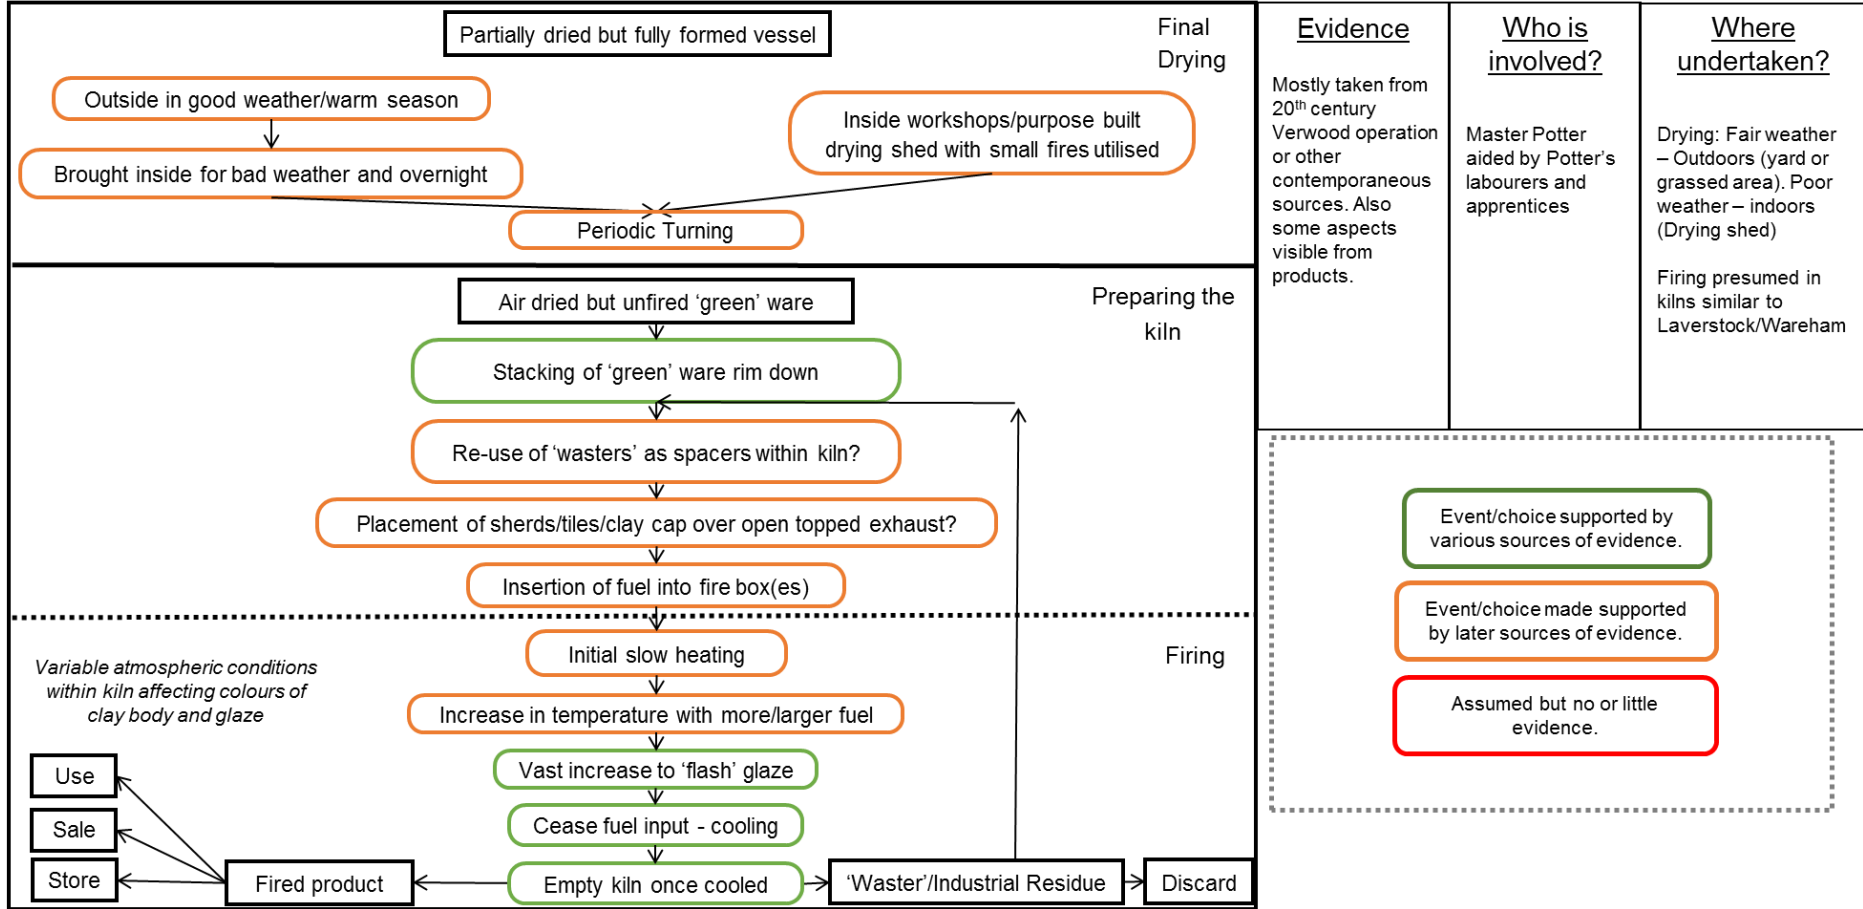 Partially dried but fully formed vessel
Final
Drying
Outside in good weather/warm season
Brought inside for bad weather and overnight
Inside workshops/purpose built
drying shed with small fires utilised
Periodic Turning
Air dried but unfired ‘green’ ware
Preparing the
kiln
Stacking of ‘green’ ware rim down
Re-use of ‘wasters’ as spacers within kiln?
Placement of sherds/tiles/clay cap over open topped exhaust?
Insertion of fuel into fire box(es)
Initial slow heating
Firing
Variable atmospheric conditions
within kiln affecting colours of
clay body and glaze
Increase in temperature with more/larger fuel
Vast increase to ‘flash’ glaze
Cease fuel input - cooling
Empty kiln once cooled
Use
Sale
Store
Fired product
‘Waster’/Industrial Residue
Discard
Evidence
Mostly taken from
20th century
Verwood operation
or other
contemporaneous
sources. Also
some aspects
visible from
products.
Who is
involved?
Master Potter
aided by Potter’s
labourers and
apprentices
Where
undertaken?
Drying: Fair weather
– Outdoors (yard or
grassed area). Poor
weather – indoors
(Drying shed)
Firing presumed in
kilns similar to
Laverstock/Wareham
Event/choice supported by
various sources of evidence.
Event/choice made supported
by later sources of evidence.
Assumed but no or little
evidence.